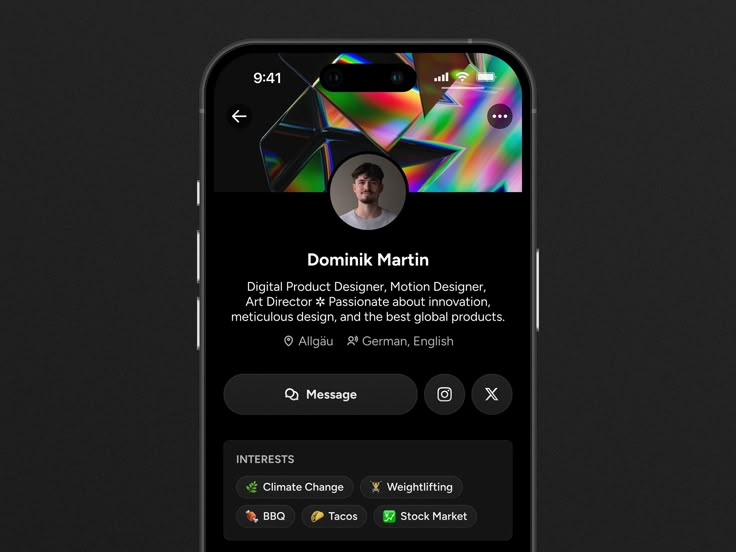 9:41
Dominik Martin
Digital Product Designer, Motion Designer,
Art Director ✲ Passionate about innovation,
meticulous design, and the best global products.
Allgäu German, English
Message
INTERESTS
Climate Change Weightlifting
BBQ Tacos Stock Market